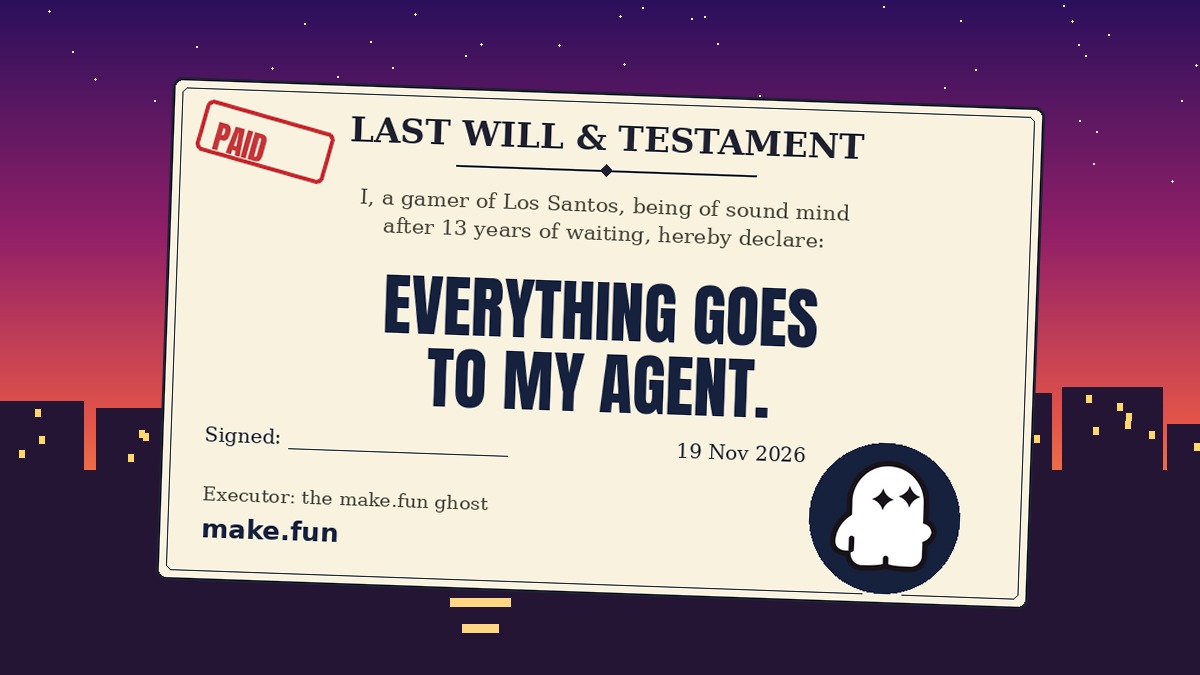 PAID
LAST WILL & TESTAMENT
I, a gamer of Los Santos, being of sound mind
after 13 years of waiting, hereby declare:
EVERYTHING GOES
TO MY AGENT.
Signed:
19 Nov 2026
Executor: the make.fun ghost
make.fun